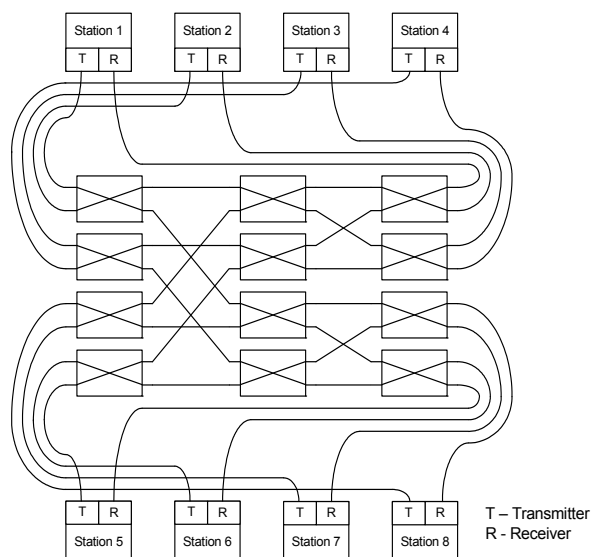 Station 1 Station 2 Station 3 Station 4
T R T R T R T R
T R T R T R T R
Station 5 Station 6 Station 7 Station 8
T – Transmitter
R - Receiver